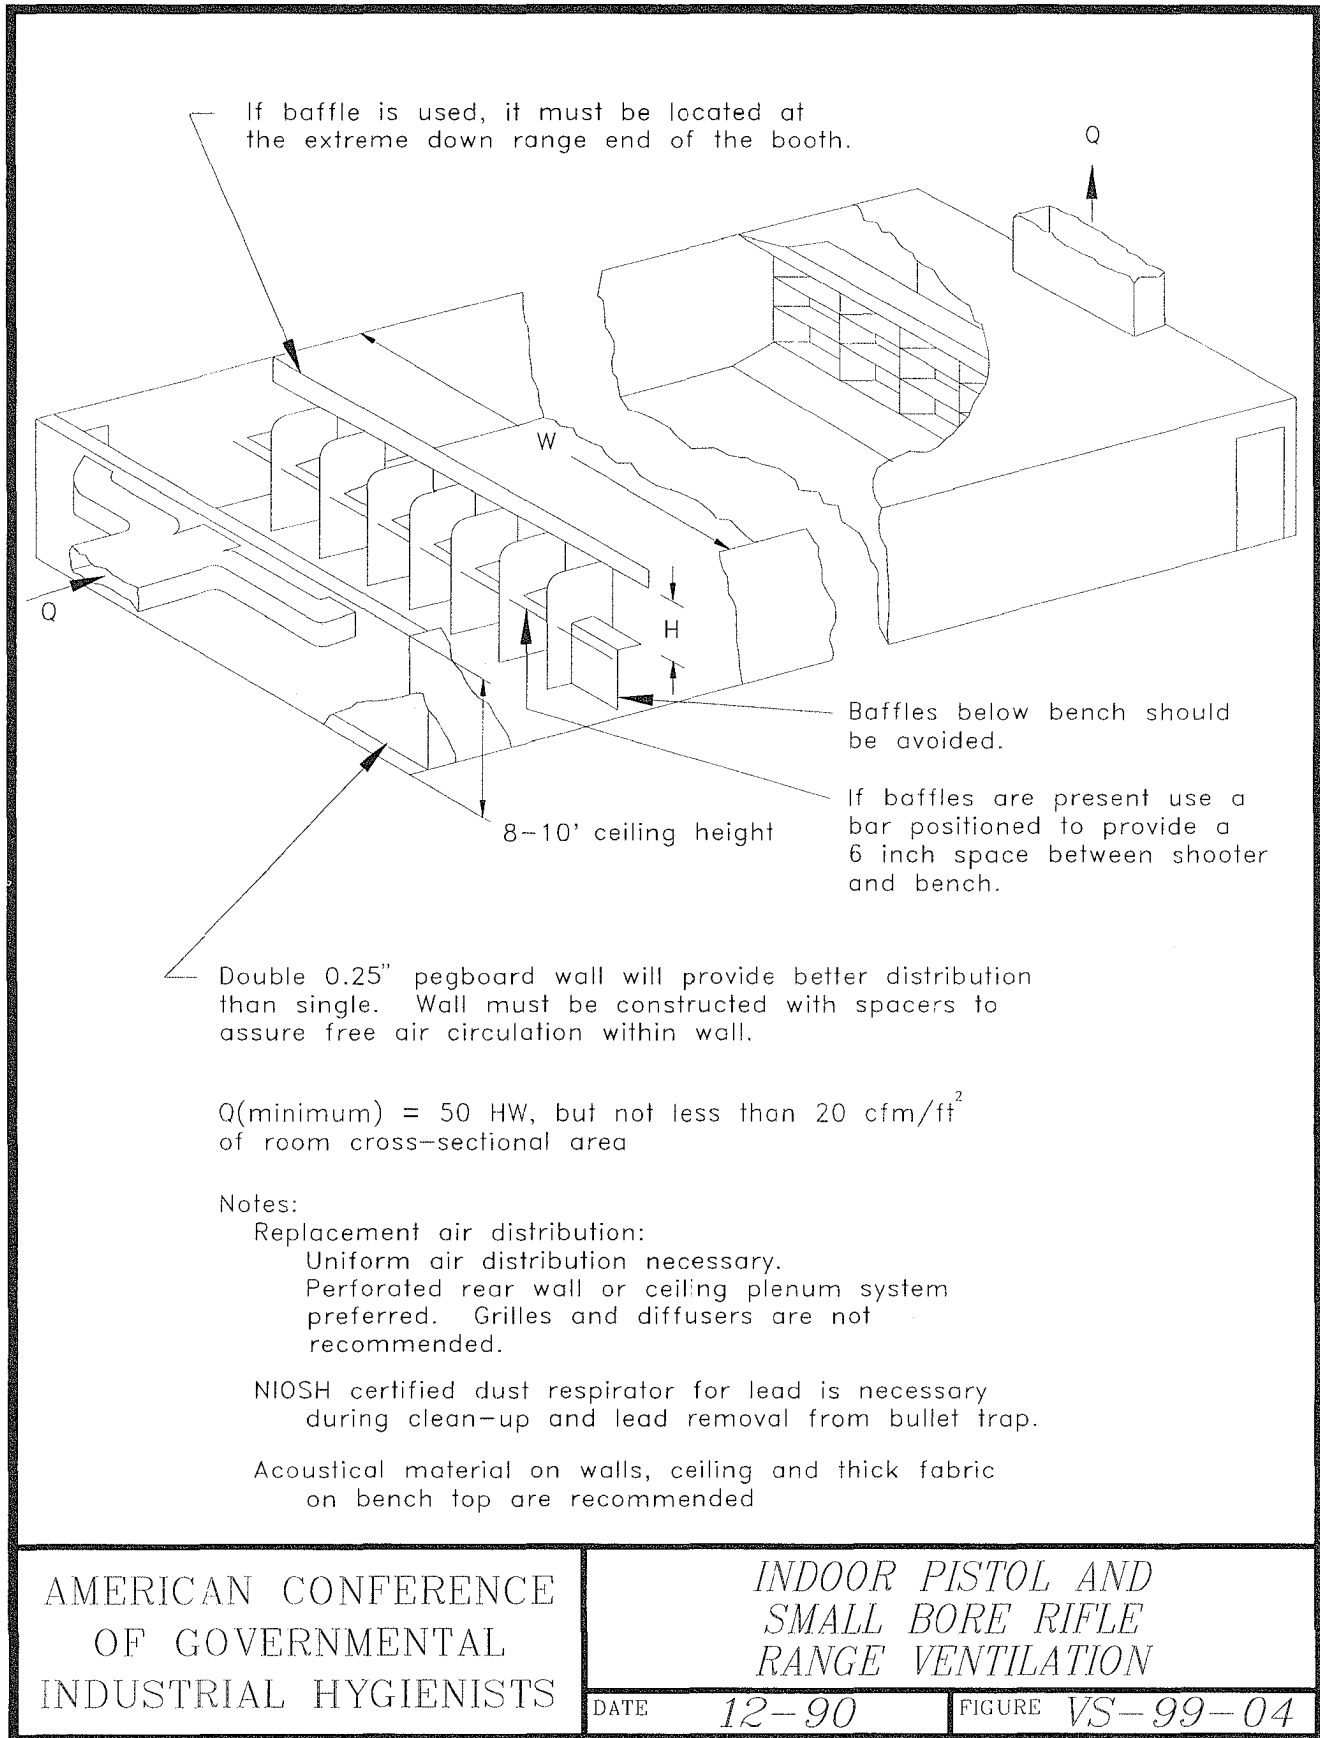 If baffle is used, it must be located at
the extreme down range end of the booth.
Q
W
Q
H
Baffles below bench should
be avoided.
If baffles are present use a
bar positioned to provide a
6 inch space between shooter
and bench.
8-10' ceiling height
Double 0.25" pegboard wall will provide better distribution
than single. Wall must be constructed with spacers to
assure free air circulation within wall.
Q(minimum) = 50 HW, but not less than 20 cfm/ft²
of room cross-sectional area
Notes:
Replacement air distribution:
Uniform air distribution necessary.
Perforated rear wall or ceiling plenum system
preferred. Grilles and diffusers are not
recommended.
NIOSH certified dust respirator for lead is necessary
during clean-up and lead removal from bullet trap.
Acoustical material on walls, ceiling and thick fabric
on bench top are recommended
AMERICAN CONFERENCE
OF GOVERNMENTAL
INDUSTRIAL HYGIENISTS
INDOOR PISTOL AND
SMALL BORE RIFLE
RANGE VENTILATION
DATE 12-90
FIGURE VS-99-04